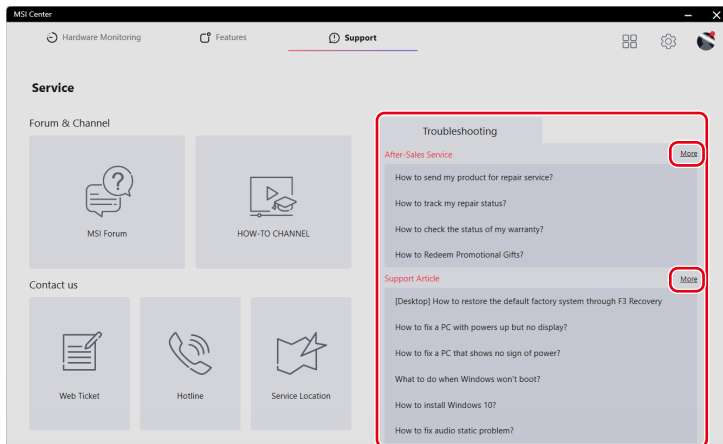 MSI Center
Hardware Monitoring
Features
Support
Service
Forum & Channel
MSI Forum
HOW-TO CHANNEL
Contact us
Web Ticket
Hotline
Service Location
Troubleshooting
After-Sales Service
More
How to send my product for repair service?
How to track my repair status?
How to check the status of my warranty?
How to Redeem Promotional Gifts?
Support Article
More
[Desktop] How to restore the default factory system through F3 Recovery
How to fix a PC with powers up but no display?
How to fix a PC that shows no sign of power?
What to do when Windows won't boot?
How to install Windows 10?
How to fix audio static problem?